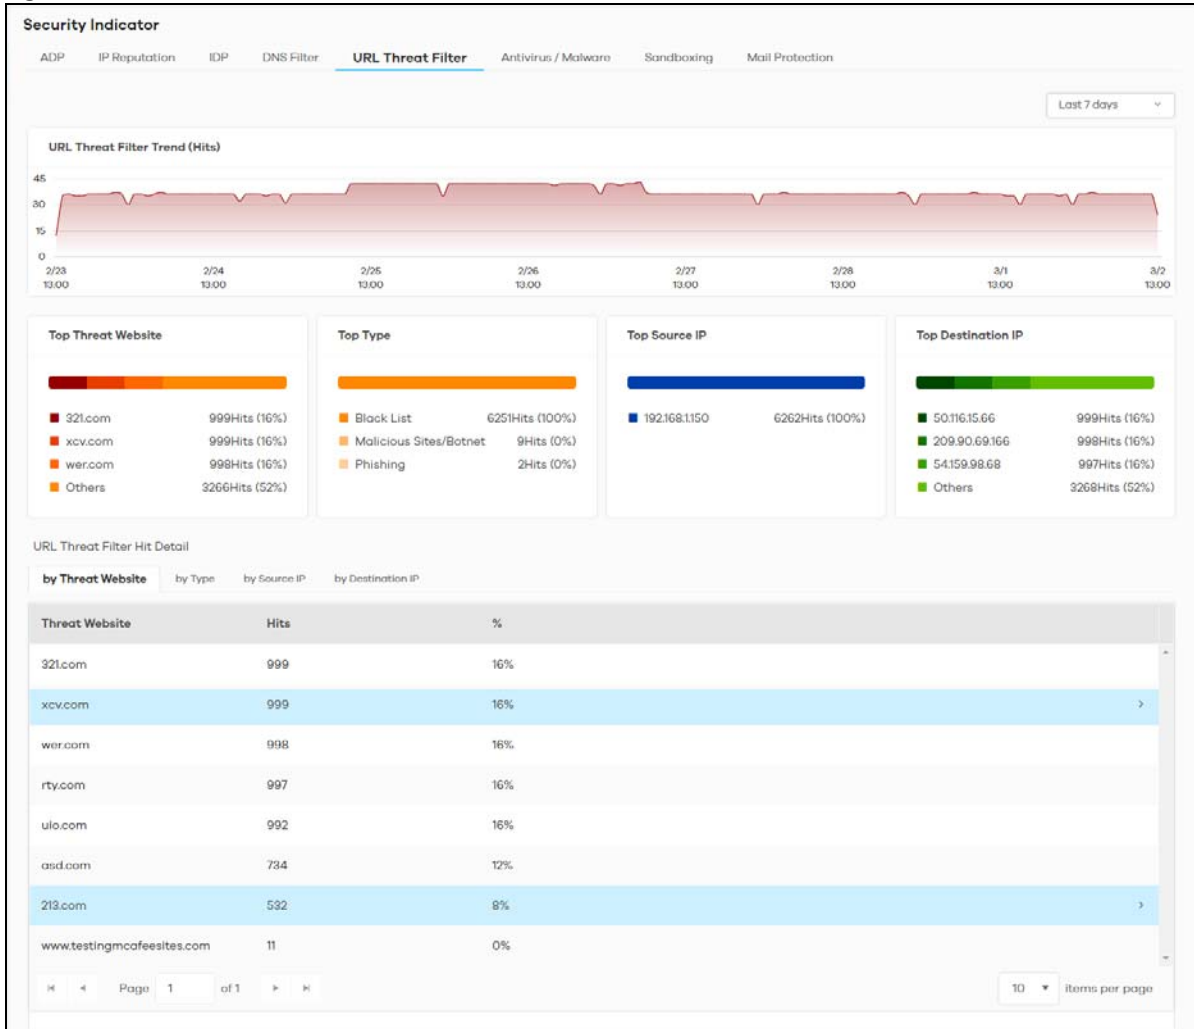 Security Indicator
ADP IP Reputation IDP DNS Filter URL Threat Filter Antivirus / Malware Sandboxing Mail Protection
Last 7 days
URL Threat Filter Trend (Hits)
45
30
15
0
2/23 2/24 2/25 2/26 2/27 2/28 3/1 3/2
13:00 13:00 13:00 13:00 13:00 13:00 13:00 13:00
Top Threat Website Top Type Top Source IP Top Destination IP
321.com 999Hits (16%) Black List 6251Hits (100%) 192.168.1.150 6262Hits (100%) 50.116.15.66 999Hits (16%)
xcv.com 999Hits (16%) Malicious Sites/Botnet 9Hits (0%) 209.90.69.166 998Hits (16%)
wer.com 998Hits (16%) Phishing 2Hits (0%) 54.159.98.68 997Hits (16%)
Others 3266Hits (52%) Others 3268Hits (52%)
URL Threat Filter Hit Detail
by Threat Website by Type by Source IP by Destination IP
Threat Website Hits %
321.com 999 16%
xcv.com 999 16%
wer.com 998 16%
rty.com 997 16%
uio.com 992 16%
asd.com 734 12%
213.com 532 8%
www.testingmcafeesites.com 11 0%
Page 1 of 1 10 items per page